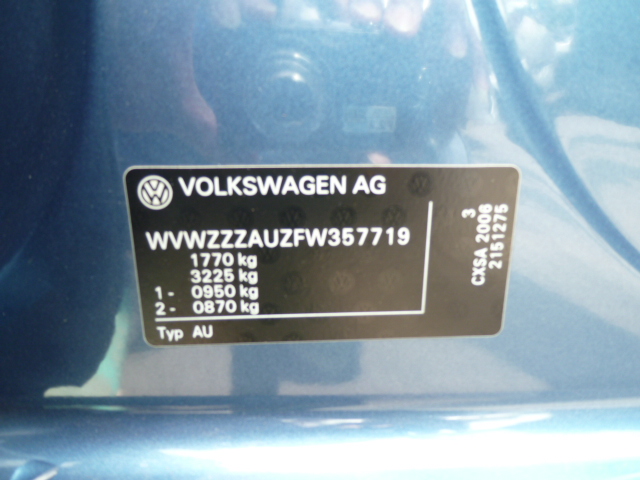 VOLKSWAGEN AG
WVWZZZAUZFW357719
1770 kg
3225 kg
1- 0950 kg
2- 0870 kg
Typ AU
3
CXSA 2006
2151275